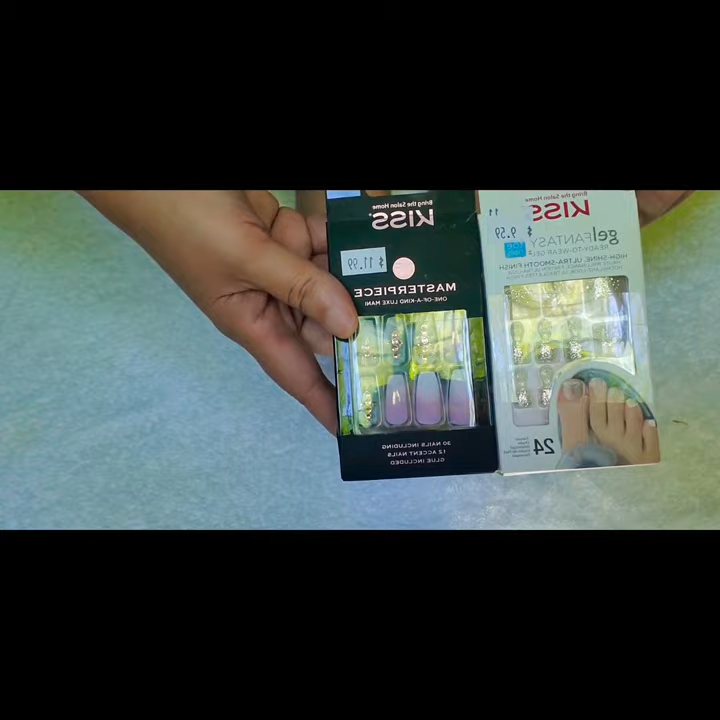 Bring the Salon Home
KISS
$11.99
MASTERPIECE
ONE-OF-A-KIND LUXE MANI
30 NAILS INCLUDING
12 ACCENT NAILS
GLUE INCLUDED
Bring the Salon Home
KISS
11
$ 9.59
gelFANTASY
READY-TO-WEAR GEL
HIGH-SHINE, ULTRA-SMOOTH FINISH
24